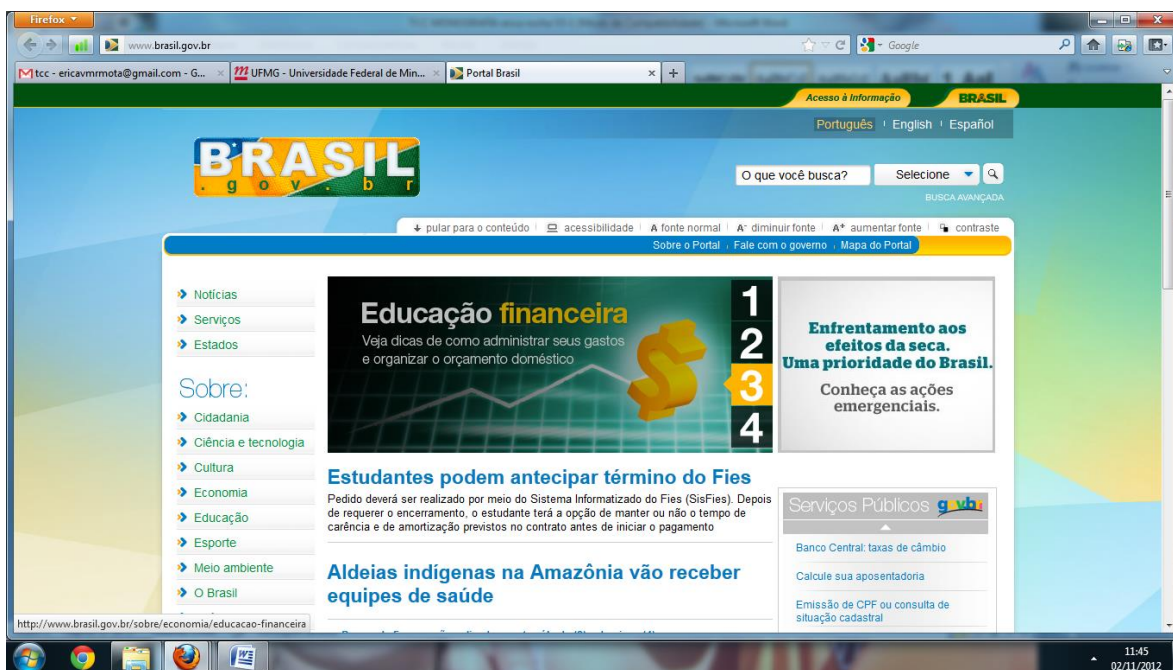 Firefox
www.brasil.gov.br
Google
tcc - ericavmrmota@gmail.com - G...
UFMG - Universidade Federal de Min...
Portal Brasil
Acesso à Informação
BRASIL
Português
English
Español
BRASIL
.gov.br
O que você busca?
Selecione
BUSCA AVANÇADA
pular para o conteúdo
acessibilidade
A fonte normal
A- diminuir fonte
A+ aumentar fonte
contraste
Sobre o Portal
Fale com o governo
Mapa do Portal
Notícias
Serviços
Estados
Sobre:
Cidadania
Ciência e tecnologia
Cultura
Economia
Educação
Esporte
Meio ambiente
O Brasil
Educação financeira
Veja dicas de como administrar seus gastos
e organizar o orçamento doméstico
1
2
3
4
Enfrentamento aos
efeitos da seca.
Uma prioridade do Brasil.
Conheça as ações
emergenciais.
Estudantes podem antecipar término do Fies
Pedido deverá ser realizado por meio do Sistema Informatizado do Fies (SisFies). Depois
de requerer o encerramento, o estudante terá a opção de manter ou não o tempo de
carência e de amortização previstos no contrato antes de iniciar o pagamento
Aldeias indígenas na Amazônia vão receber
equipes de saúde
Serviços Públicos
Banco Central: taxas de câmbio
Calcule sua aposentadoria
Emissão de CPF ou consulta de
situação cadastral
http://www.brasil.gov.br/sobre/economia/educacao-financeira
11:45
02/11/2012